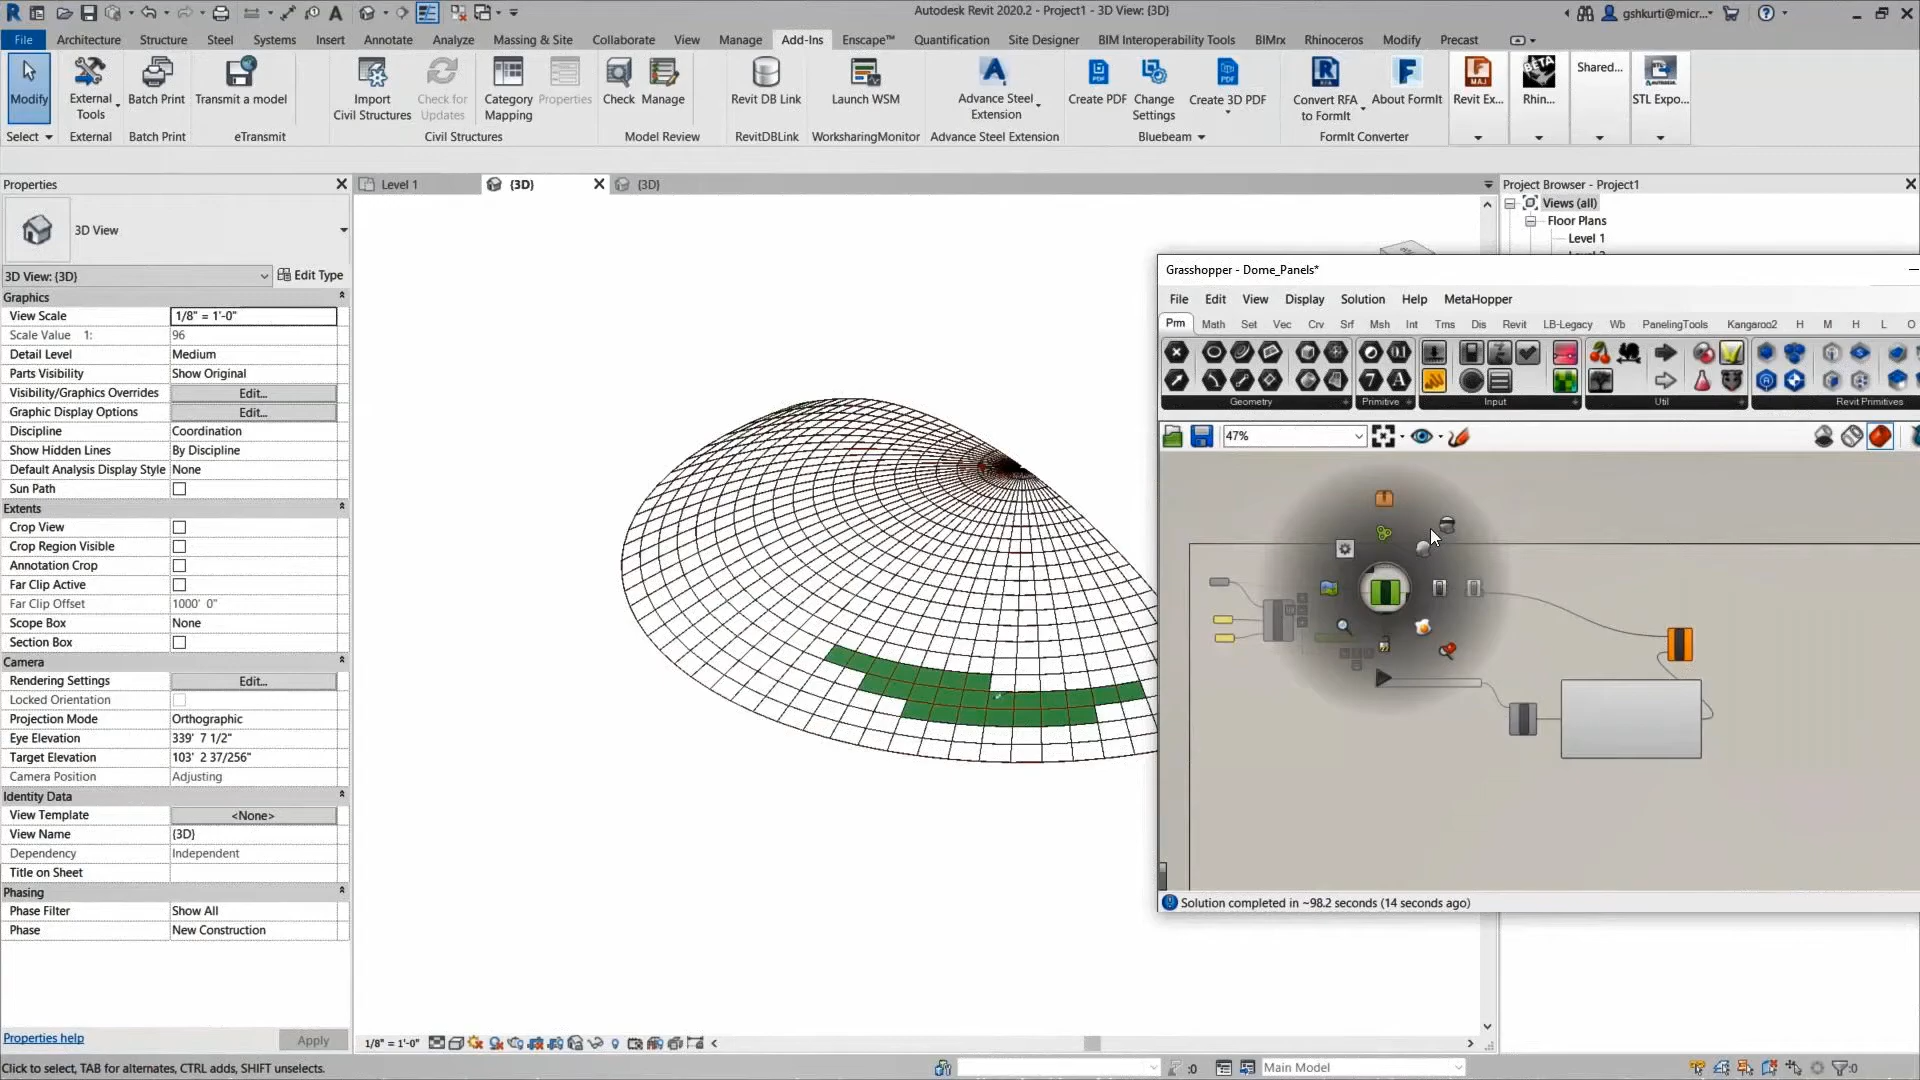 Autodesk Revit 2020.2 - Project1 - 3D View: {3D}
gshkurti@micr...
File Architecture Structure Steel Systems Insert Annotate Analyze Massing & Site Collaborate View Manage Add-Ins Enscape™ Quantification Site Designer BIM Interoperability Tools BIMrx Rhinoceros Modify Precast
Modify
External Tools
Batch Print
Transmit a model
Import Civil Structures
Check for Updates
Category Mapping
Properties
Check
Manage
Revit DB Link
Launch WSM
Advance Steel Extension
Create PDF
Change Settings
Create 3D PDF
Convert RFA to FormIt
About FormIt
Revit Ex...
Rhin...
Shared...
STL Expo...
Select External Batch Print eTransmit Civil Structures Model Review RevitDBLink WorksharingMonitor Advance Steel Extension Bluebeam FormIt Converter
Properties
Level 1
{3D}
{3D}
Project Browser - Project1
Views (all)
Floor Plans
Level 1
3D View
3D View: {3D}
Edit Type
Graphics
View Scale 1/8" = 1'-0"
Scale Value 1: 96
Detail Level Medium
Parts Visibility Show Original
Visibility/Graphics Overrides Edit...
Graphic Display Options Edit...
Discipline Coordination
Show Hidden Lines By Discipline
Default Analysis Display Style None
Sun Path
Extents
Crop View
Crop Region Visible
Annotation Crop
Far Clip Active
Far Clip Offset 1000' 0"
Scope Box None
Section Box
Camera
Rendering Settings Edit...
Locked Orientation
Projection Mode Orthographic
Eye Elevation 339' 7 1/2"
Target Elevation 103' 2 37/256"
Camera Position Adjusting
Identity Data
View Template <None>
View Name {3D}
Dependency Independent
Title on Sheet
Phasing
Phase Filter Show All
Phase New Construction
Properties help
Apply
Grasshopper - Dome_Panels*
File Edit View Display Solution Help MetaHopper
Prm Math Set Vec Crv Srf Msh Int Trns Dis Revit LB-Legacy Wb PanelingTools Kangaroo2 H M H L O
Geometry Primitive Input Util Revit Primitives
47%
Solution completed in ~98.2 seconds (14 seconds ago)
1/8" = 1'-0"
Click to select, TAB for alternates, CTRL adds, SHIFT unselects.
:0
Main Model
:0